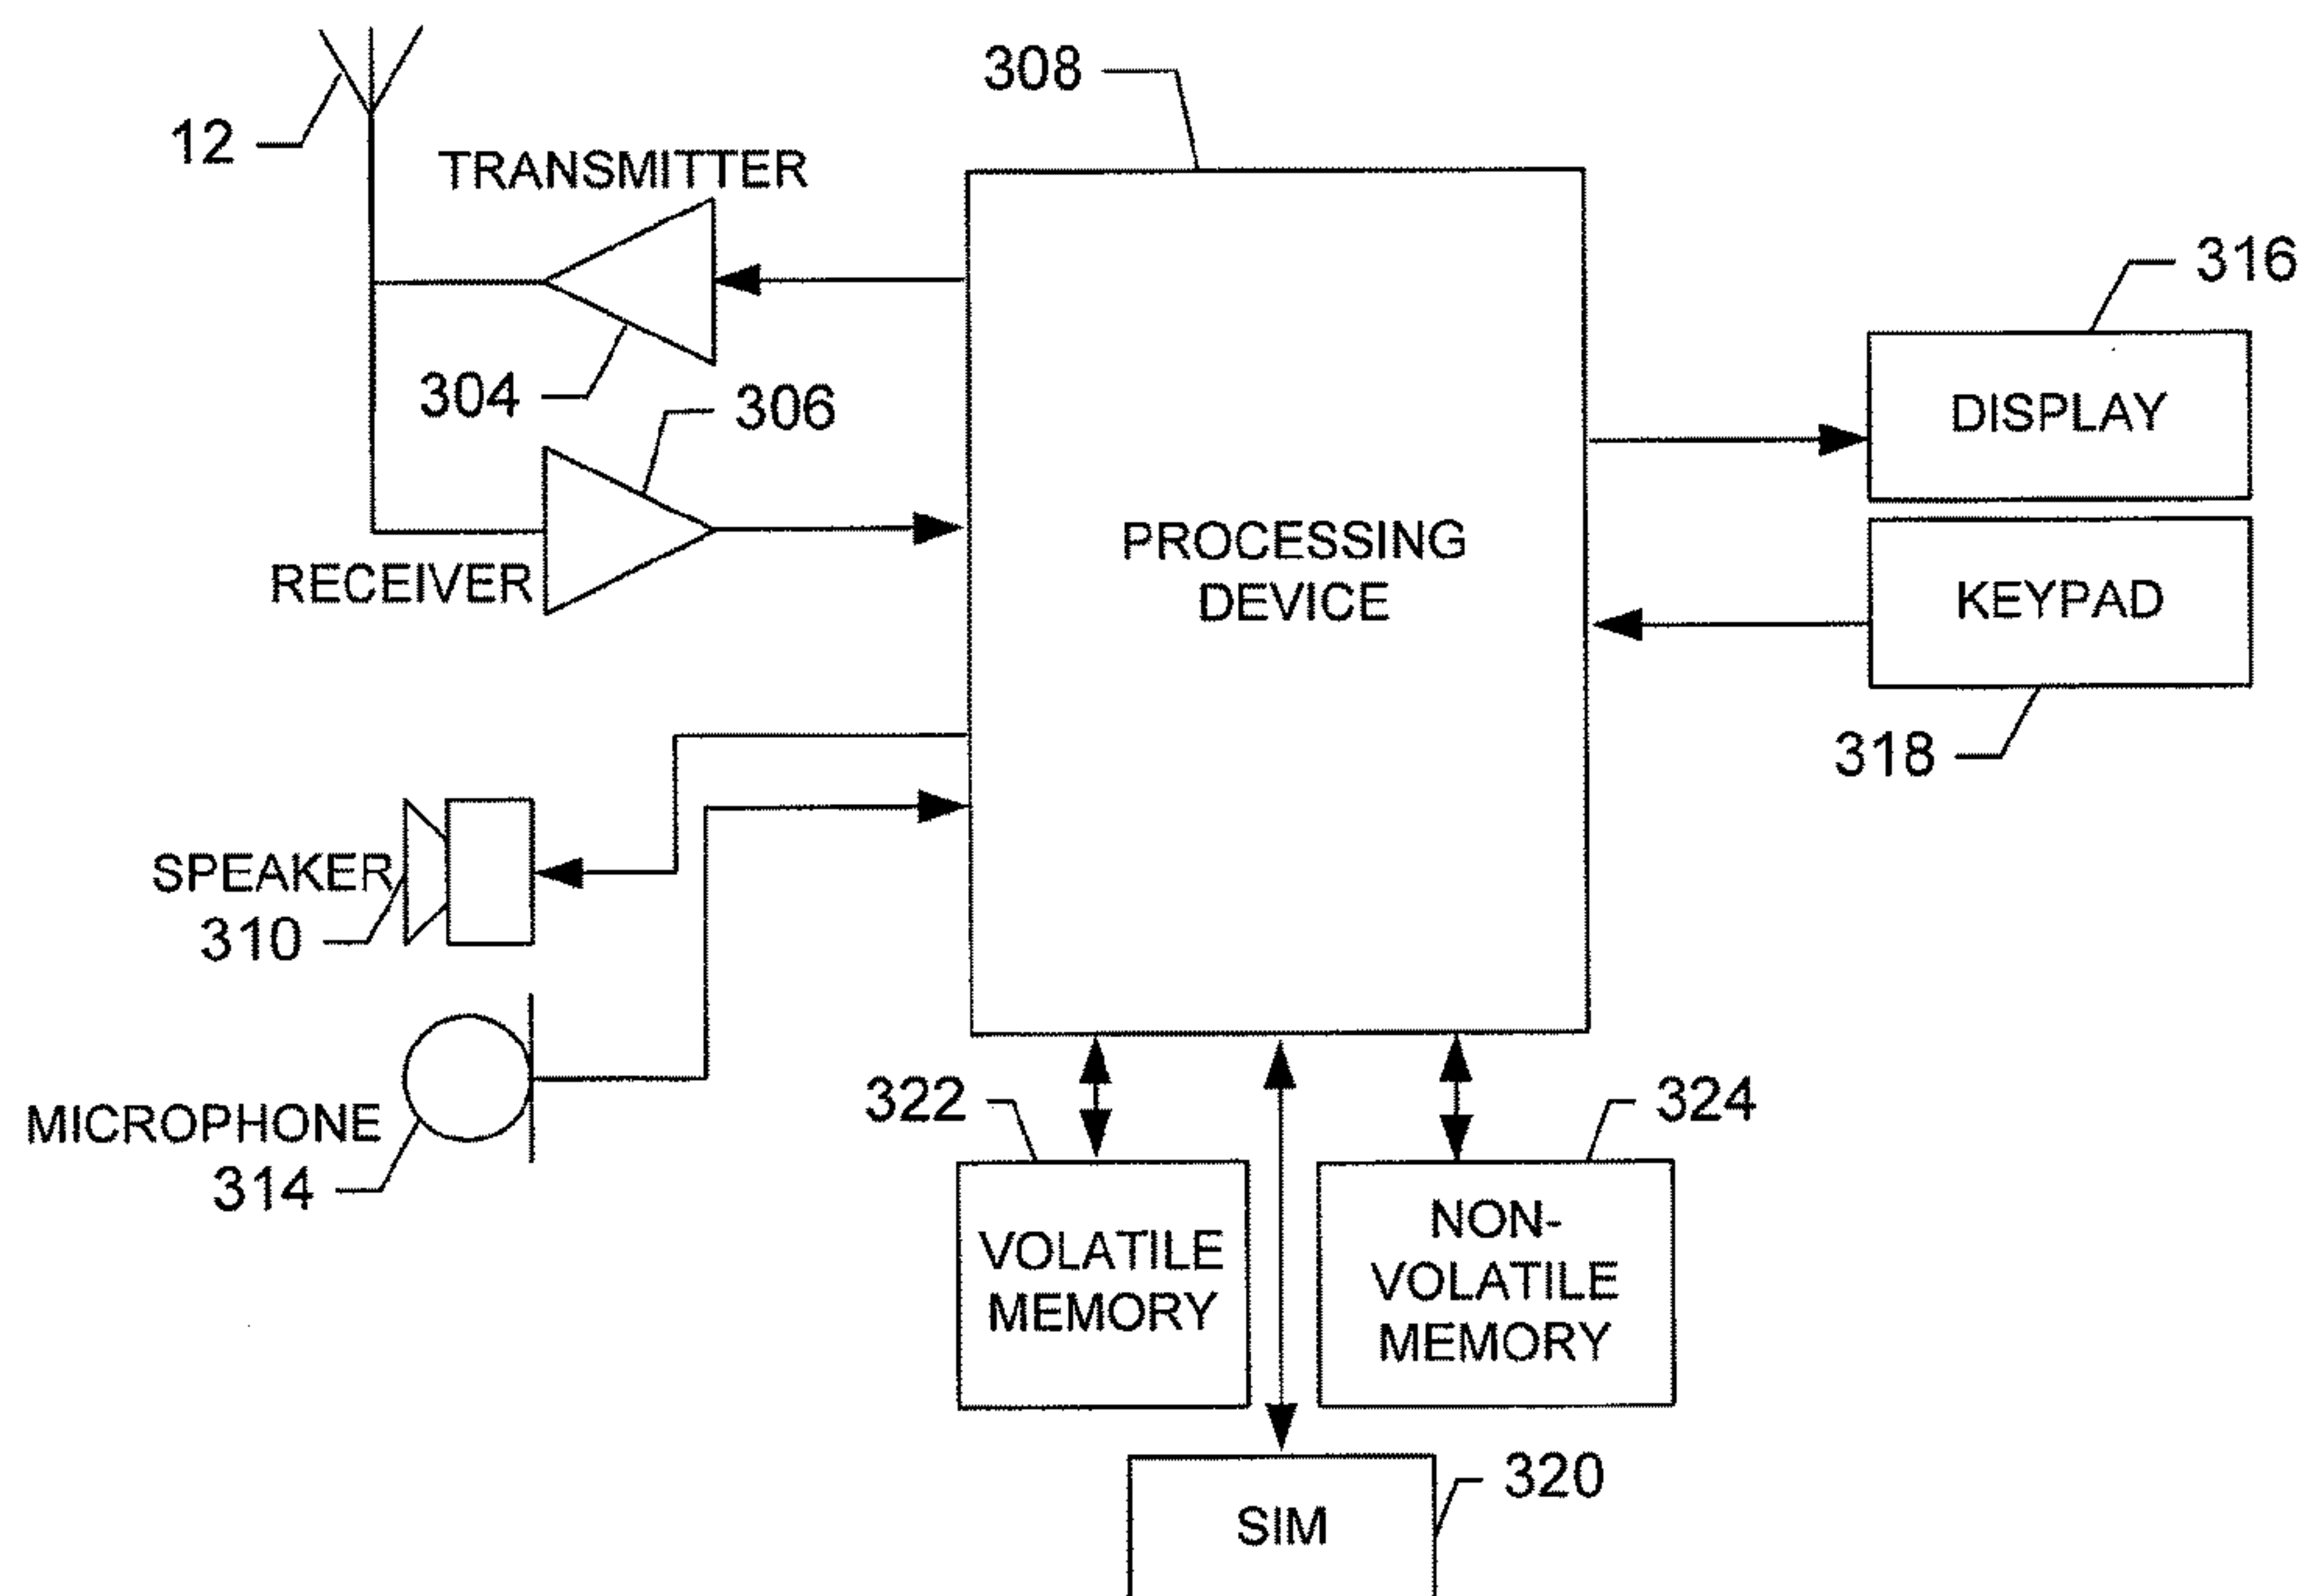 308
12
TRANSMITTER
316
304
306
DISPLAY
PROCESSING
DEVICE
RECEIVER
KEYPAD
318
SPEAKER
310
322
324
MICROPHONE
314
VOLATILE
MEMORY
NON-
VOLATILE
MEMORY
320
SIM